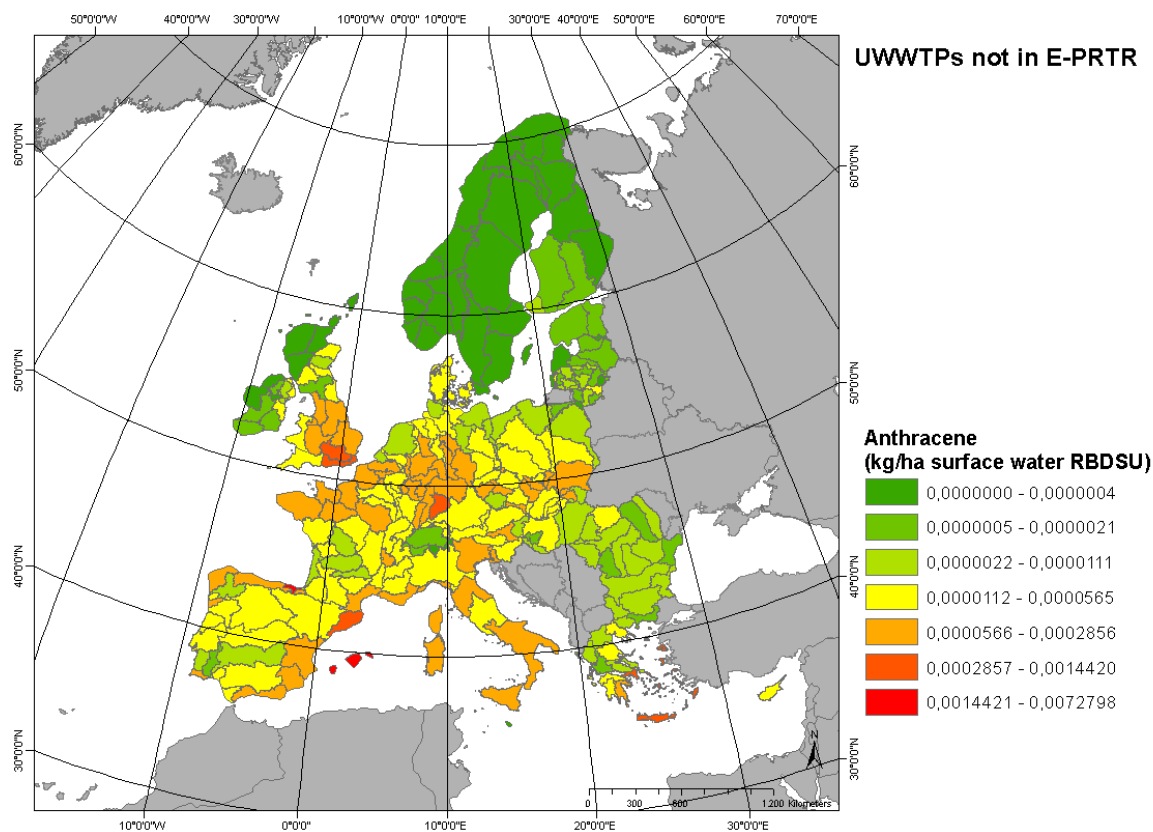 50°0'0"W 40°0'0"W 30°0'0"W 10°0'0"W 0°0'0" 10°0'0"E 30°0'0"E 40°0'0"E 50°0'0"E 70°0'0"E
UWWTPs not in E-PRTR
60°0'0"N 60°0'0"N
50°0'0"N 50°0'0"N
40°0'0"N 40°0'0"N
30°0'0"N 30°0'0"N
Anthracene
(kg/ha surface water RBDSU)
0,0000000 - 0,0000004
0,0000005 - 0,0000021
0,0000022 - 0,0000111
0,0000112 - 0,0000565
0,0000566 - 0,0002856
0,0002857 - 0,0014420
0,0014421 - 0,0072798
N
0 300 600 1.200 Kilometers
10°0'0"W 0°0'0" 10°0'0"E 20°0'0"E 30°0'0"E